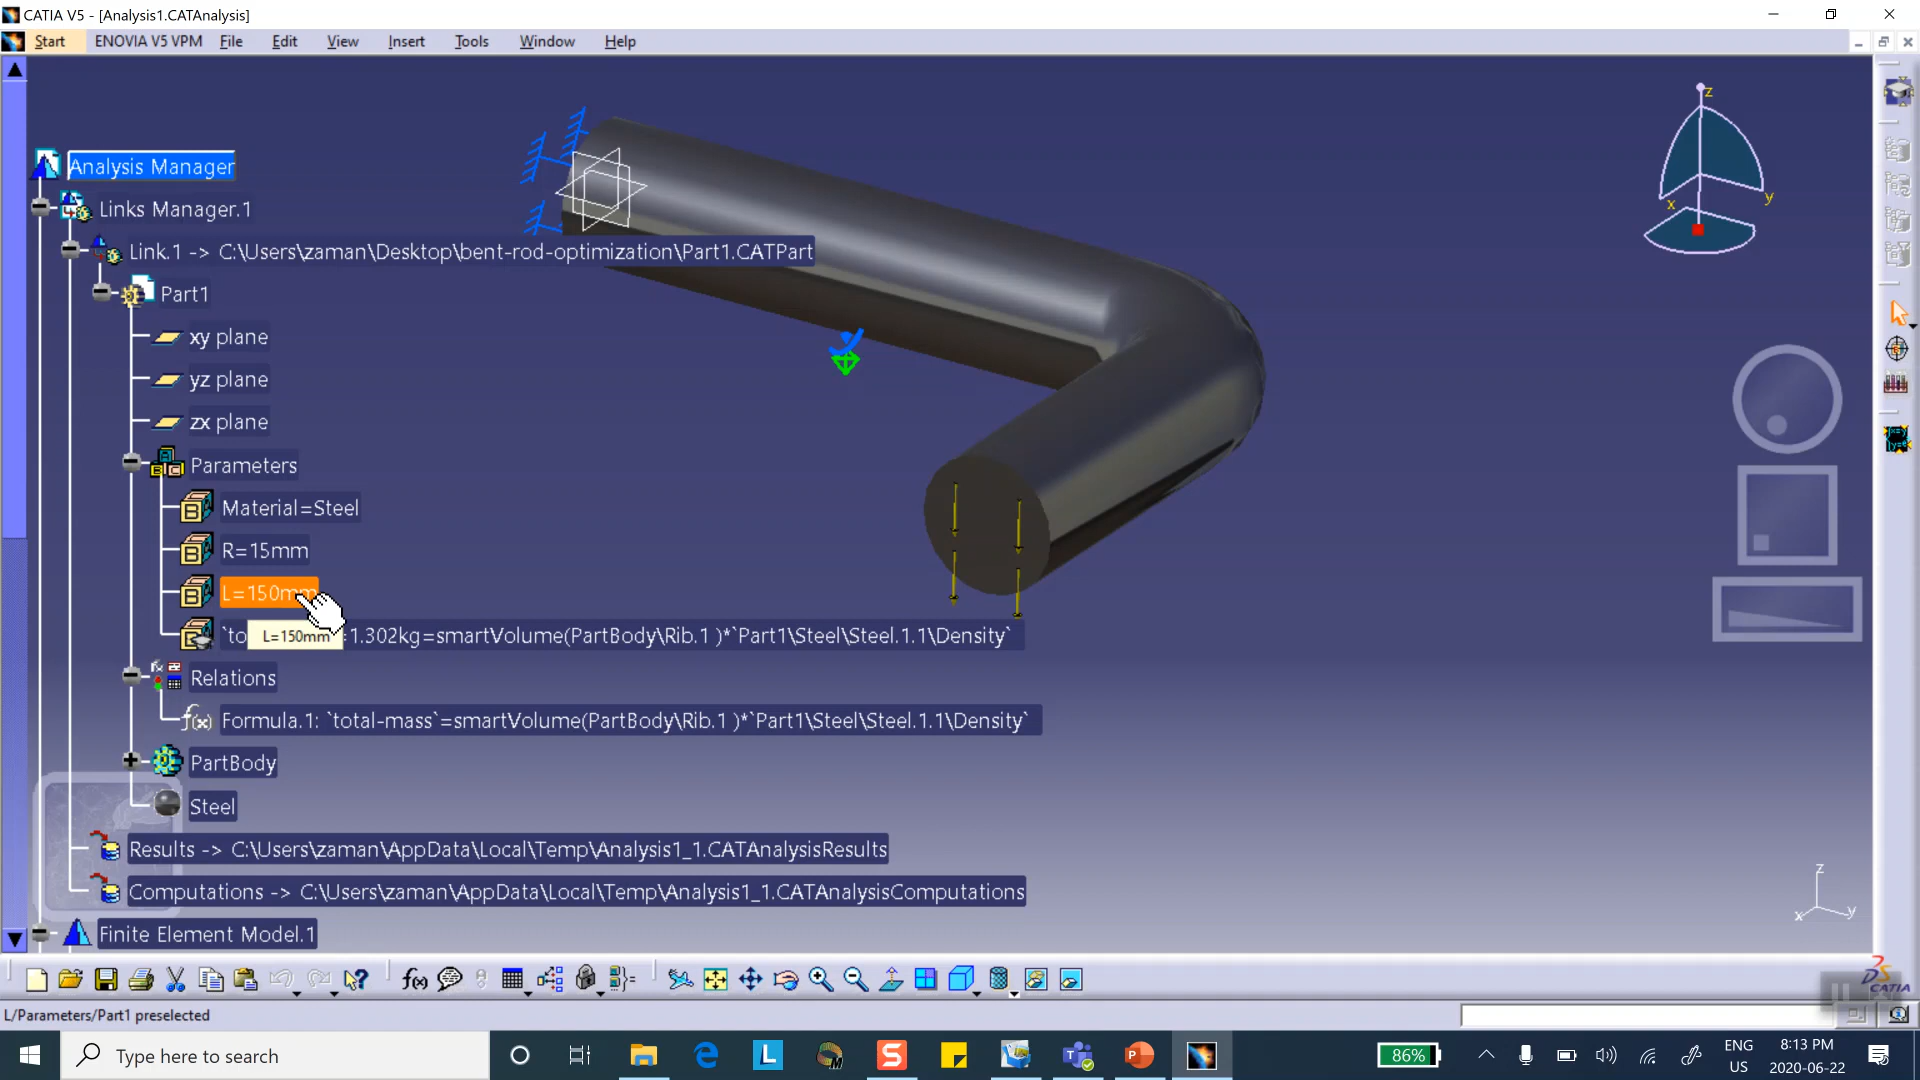 CATIA V5 - [Analysis1.CATAnalysis]
Start ENOVIA V5 VPM File Edit View Insert Tools Window Help
z
y
x
Analysis Manager
Links Manager.1
Link.1 -> C:\Users\zaman\Desktop\bent-rod-optimization\Part1.CATPart
Part1
xy plane
yz plane
zx plane
Parameters
Material=Steel
R=15mm
L=150mm
`to L=150mm =1.302kg=smartVolume(PartBody\Rib.1 )*`Part1\Steel\Steel.1.1\Density`
Relations
Formula.1: `total-mass`=smartVolume(PartBody\Rib.1 )*`Part1\Steel\Steel.1.1\Density`
PartBody
Steel
Results -> C:\Users\zaman\AppData\Local\Temp\Analysis1_1.CATAnalysisResults
Computations -> C:\Users\zaman\AppData\Local\Temp\Analysis1_1.CATAnalysisComputations
Finite Element Model.1
z
x y
CATIA
L/Parameters/Part1 preselected
Type here to search
86%
ENG
US
8:13 PM
2020-06-22